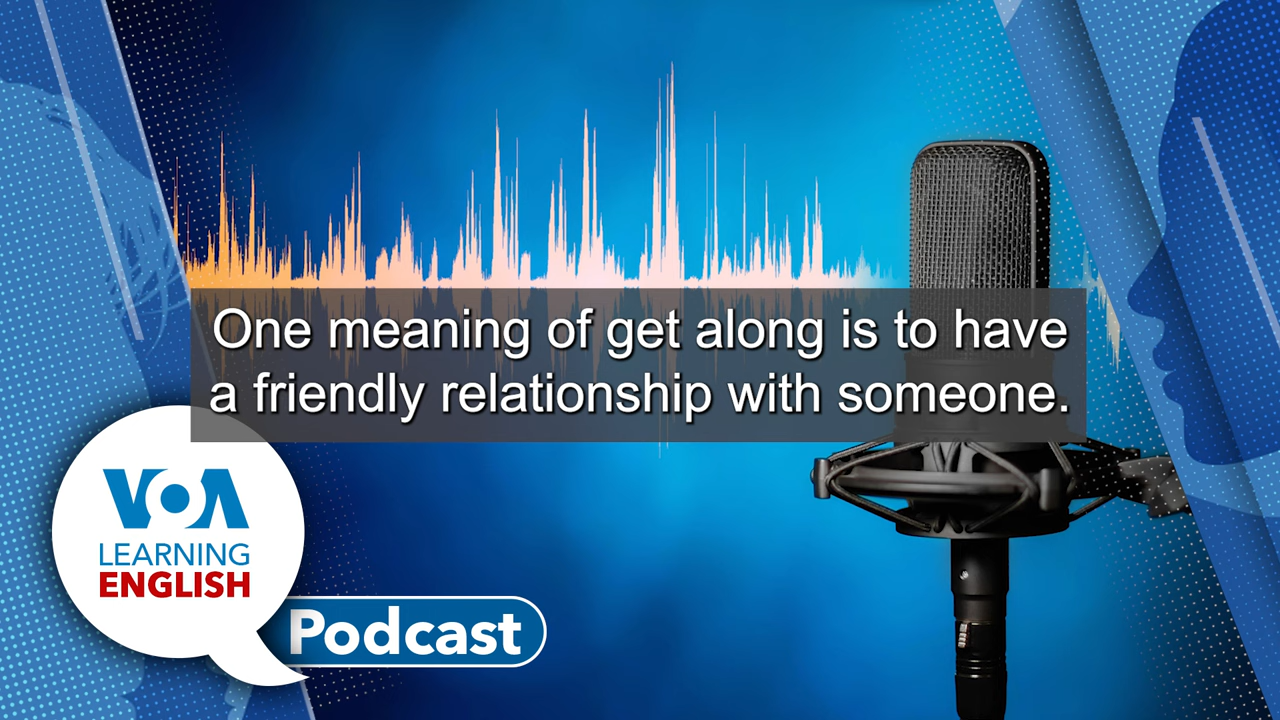 One meaning of get along is to have
a friendly relationship with someone.
VOA
LEARNING
ENGLISH
Podcast